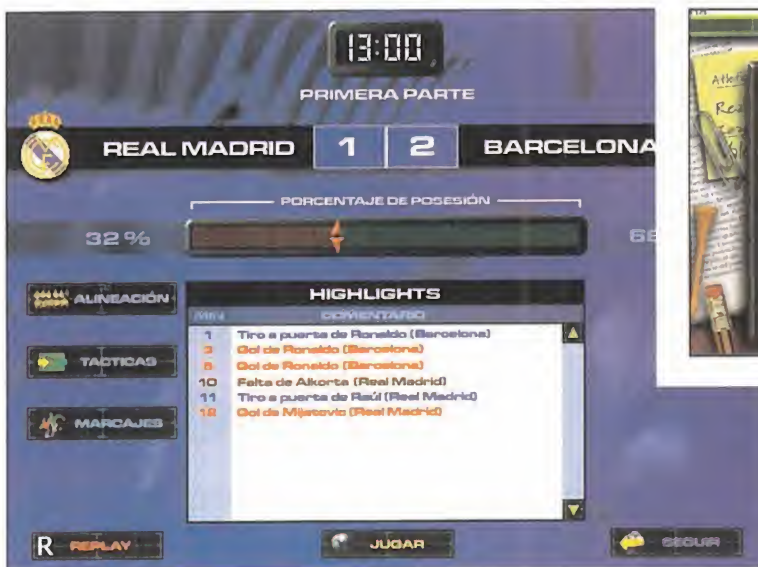 13:00
PRIMERA PARTE
REAL MADRID 1 2 BARCELONA
PORCENTAJE DE POSESIÓN
32 %
ALINEACIÓN
TACTICAS
MARCAJES
HIGHLIGHTS
MIN COMENTARIO
1 Tiro a puerta de Ronaldo (Barcelona)
3 Gol de Ronaldo (Barcelona)
Gol de Ronaldo (Barcelona)
10 Falta de Alkorta (Real Madrid)
11 Tiro a puerta de Raúl (Real Madrid)
12 Gol de Mijatovic (Real Madrid)
R REPLAY
JUGAR
SEGUIR